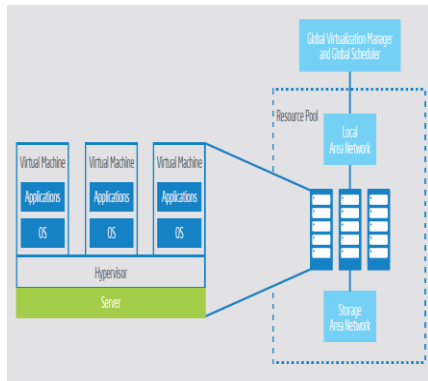 Global Virtualization Manager
and Global Scheduler
Resource Pool
Local
Area Network
Virtual Machine
Virtual Machine
Virtual Machine
Applications
Applications
Applications
OS
OS
OS
Hypervisor
Server
Storage
Area Network